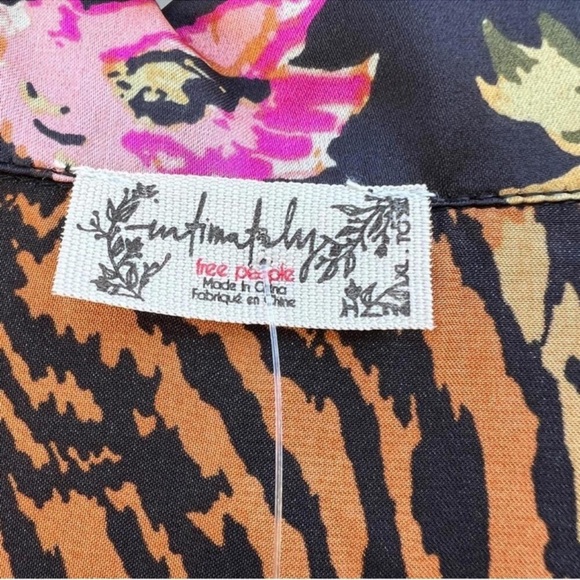 intimately
free people
Made in China
Fabriqué en Chine